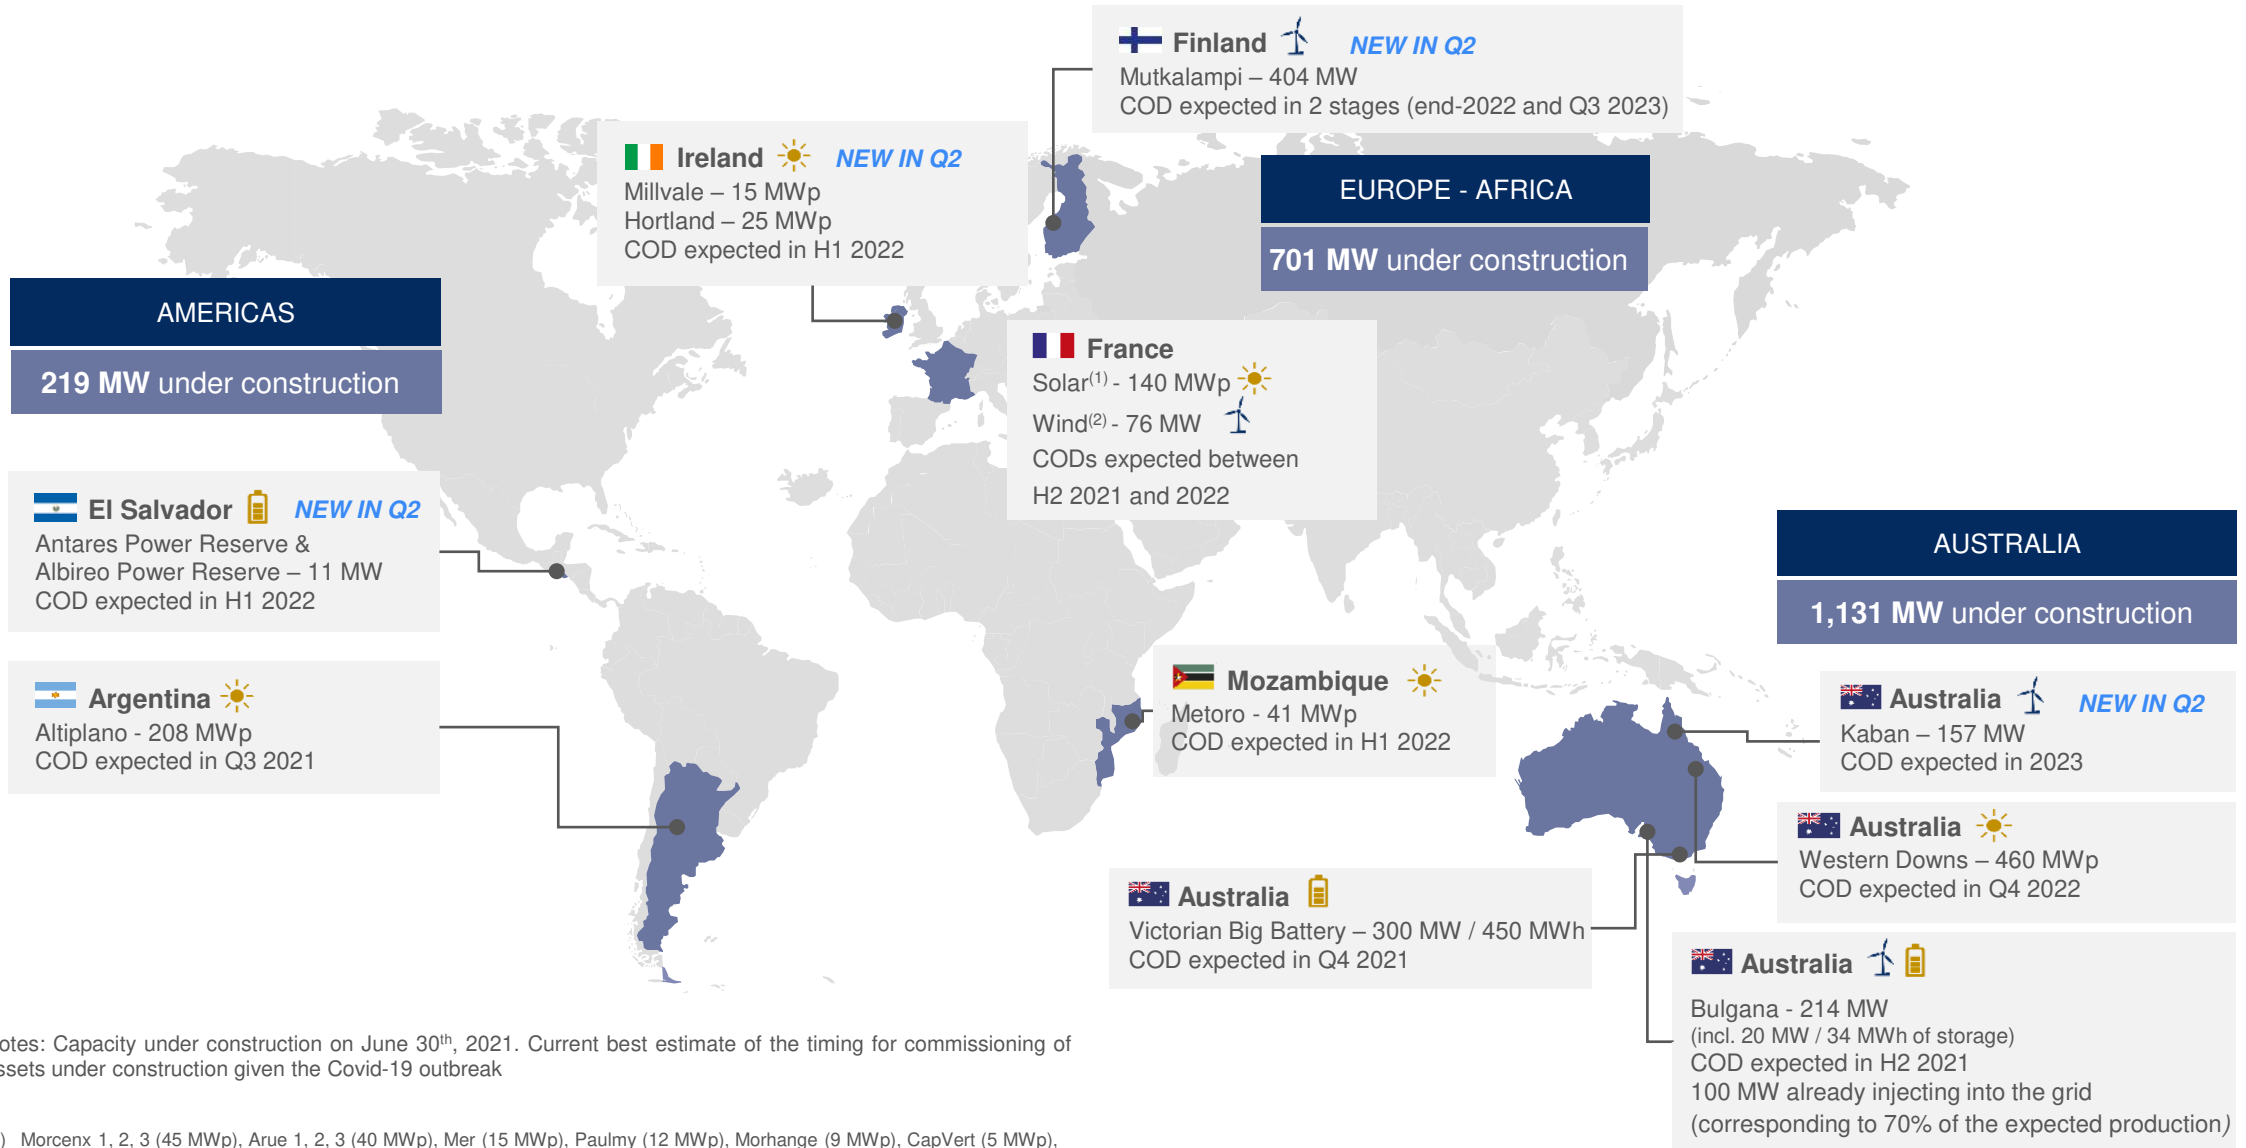 Finland NEW IN Q2
Mutkalampi – 404 MW
COD expected in 2 stages (end-2022 and Q3 2023)
Ireland NEW IN Q2
Millvale – 15 MWp
Hortland – 25 MWp
COD expected in H1 2022
EUROPE - AFRICA
701 MW under construction
AMERICAS
219 MW under construction
France
Solar(1) - 140 MWp
Wind(2) - 76 MW
CODs expected between
H2 2021 and 2022
El Salvador NEW IN Q2
Antares Power Reserve &
Albireo Power Reserve – 11 MW
COD expected in H1 2022
AUSTRALIA
1,131 MW under construction
Argentina
Altiplano - 208 MWp
COD expected in Q3 2021
Mozambique
Metoro - 41 MWp
COD expected in H1 2022
Australia NEW IN Q2
Kaban – 157 MW
COD expected in 2023
Australia
Western Downs – 460 MWp
COD expected in Q4 2022
Australia
Victorian Big Battery – 300 MW / 450 MWh
COD expected in Q4 2021
Australia
Bulgana - 214 MW
(incl. 20 MW / 34 MWh of storage)
COD expected in H2 2021
100 MW already injecting into the grid
(corresponding to 70% of the expected production)
otes: Capacity under construction on June 30th, 2021. Current best estimate of the timing for commissioning of
ssets under construction given the Covid-19 outbreak
) Morcenx 1, 2, 3 (45 MWp), Arue 1, 2, 3 (40 MWp), Mer (15 MWp), Paulmy (12 MWp), Morhange (9 MWp), CapVert (5 MWp),